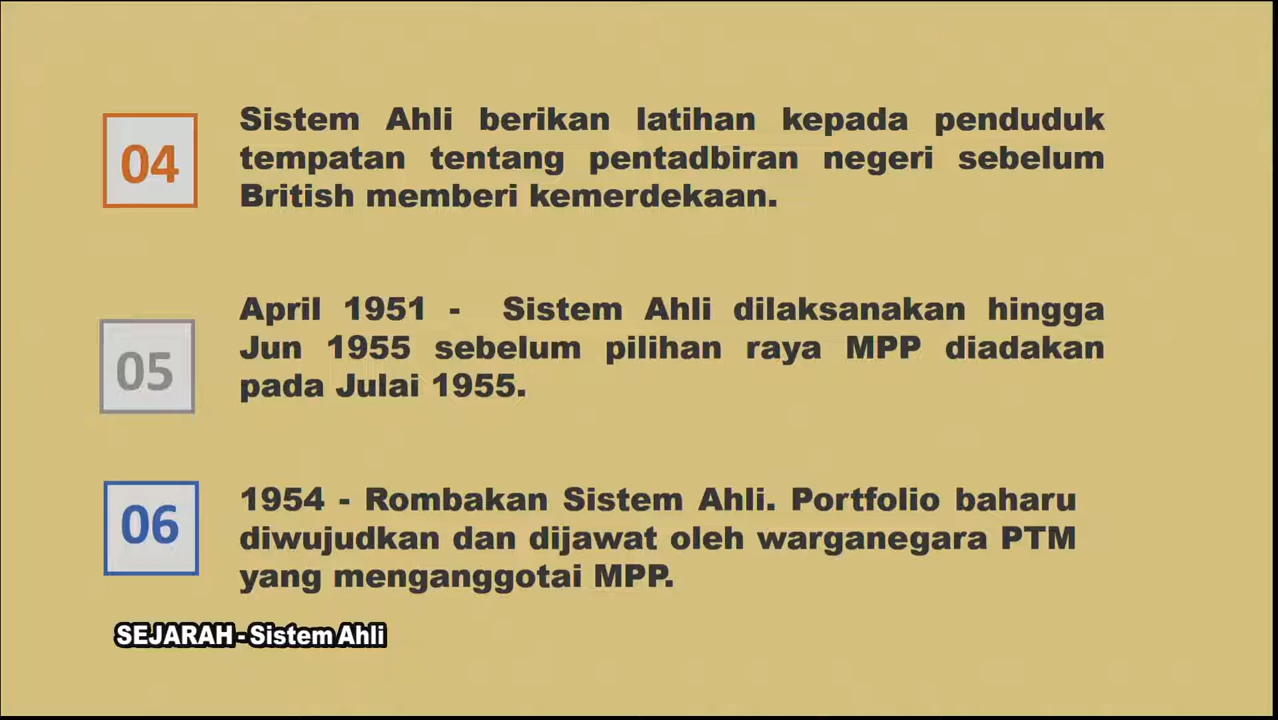 04
Sistem Ahli berikan latihan kepada penduduk
tempatan tentang pentadbiran negeri sebelum
British memberi kemerdekaan.
05
April 1951 - Sistem Ahli dilaksanakan hingga
Jun 1955 sebelum pilihan raya MPP diadakan
pada Julai 1955.
06
1954 - Rombakan Sistem Ahli. Portfolio baharu
diwujudkan dan dijawat oleh warganegara PTM
yang menganggotai MPP.
SEJARAH - Sistem Ahli